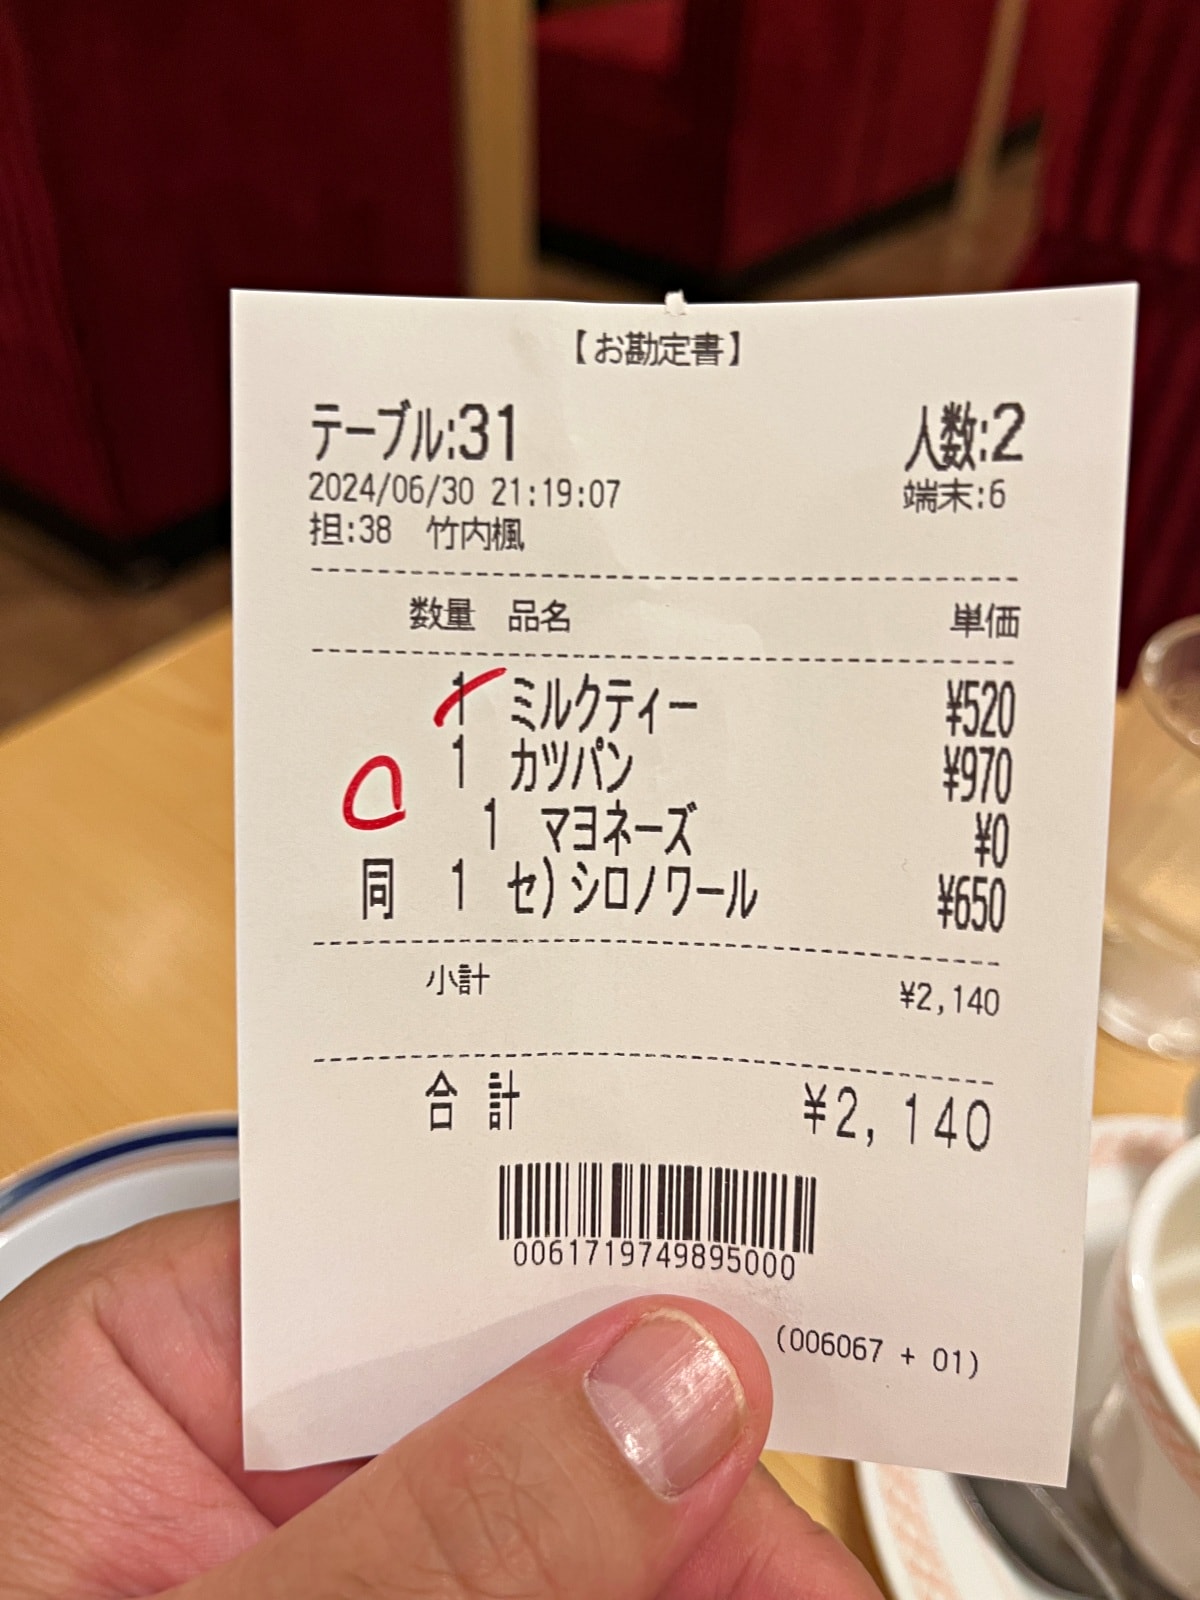 【お勘定書】
テーブル:31 人数:2
2024/06/30 21:19:07 端末:6
担:38 竹内楓
数量 品名 単価
1 ミルクティー ¥520
1 カツパン ¥970
1 マヨネーズ ¥0
同 1 セ)シロノワール ¥650
小計 ¥2,140
合計 ¥2,140
0061719749895000
(006067 + 01)